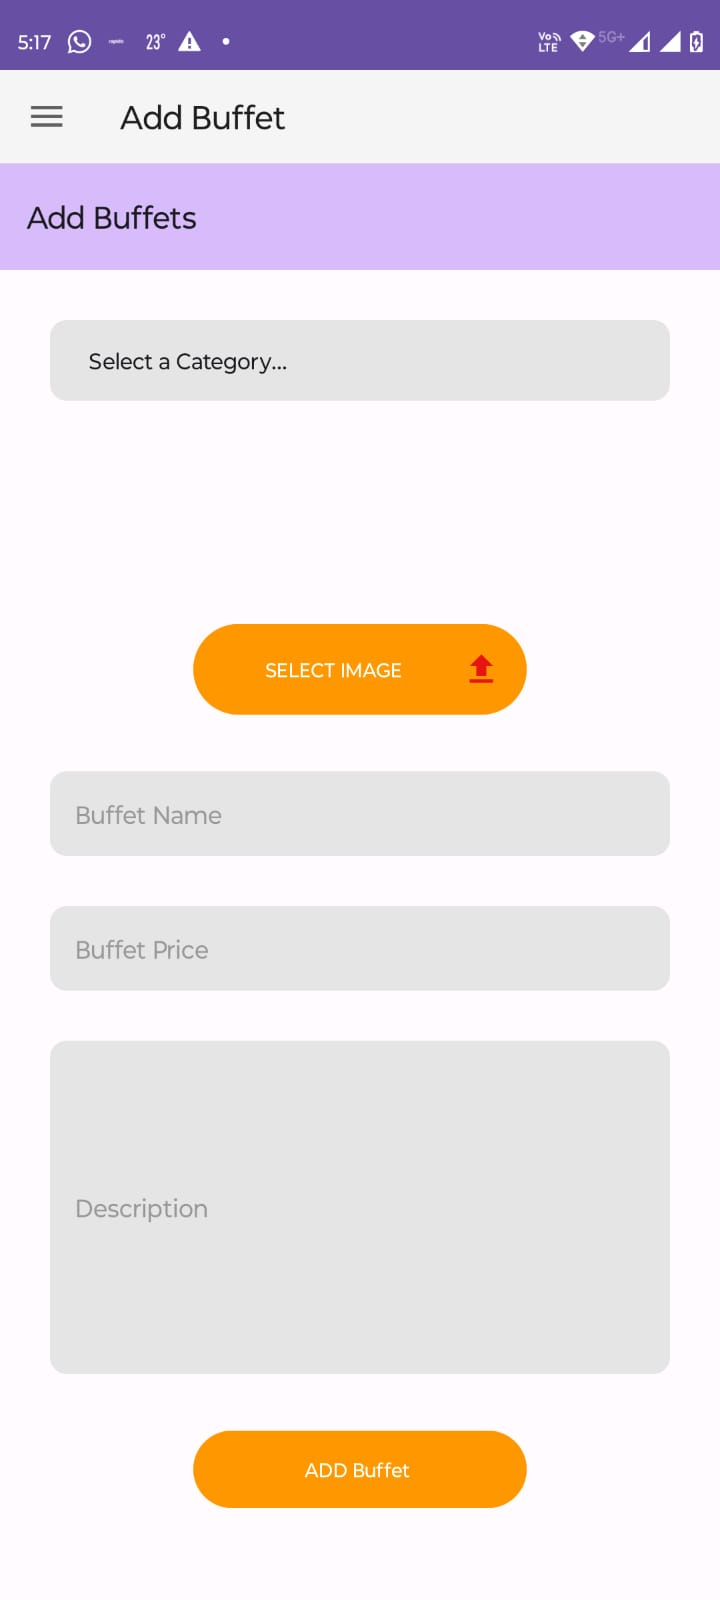 5:17 rapido 23° Vo LTE 5G+
Add Buffet
Add Buffets
Select a Category...
SELECT IMAGE
Buffet Name
Buffet Price
Description
ADD Buffet